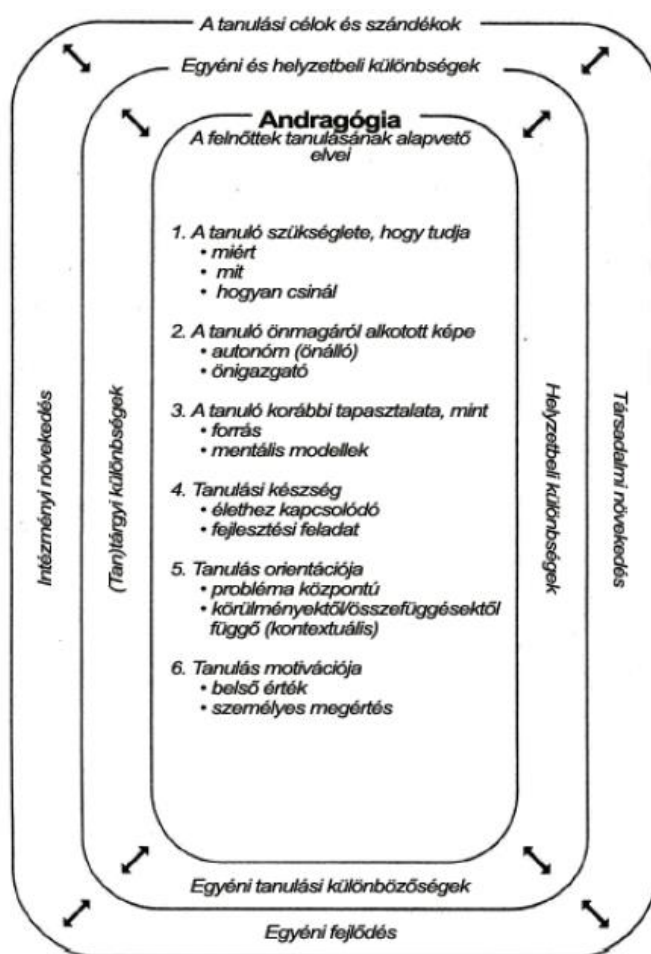 A tanulási célok és szándékok
Egyéni és helyzetbeli különbségek
Andragógia
A felnőttek tanulásának alapvető
elvei
1. A tanuló szükséglete, hogy tudja
• miért
• mit
• hogyan csinál
2. A tanuló önmagáról alkotott képe
• autonóm (önálló)
• önigazgató
3. A tanuló korábbi tapasztalata, mint
• forrás
• mentális modellek
4. Tanulási készség
• élethez kapcsolódó
• fejlesztési feladat
5. Tanulás orientációja
• probléma központú
• körülményektől/összefüggésektől
függő (kontextuális)
6. Tanulás motivációja
• belső érték
• személyes megértés
Intézményi növekedés
(Tan)tárgyi különbségek
Helyzetbeli különbségek
Társadalmi növekedés
Egyéni tanulási különbözőségek
Egyéni fejlődés